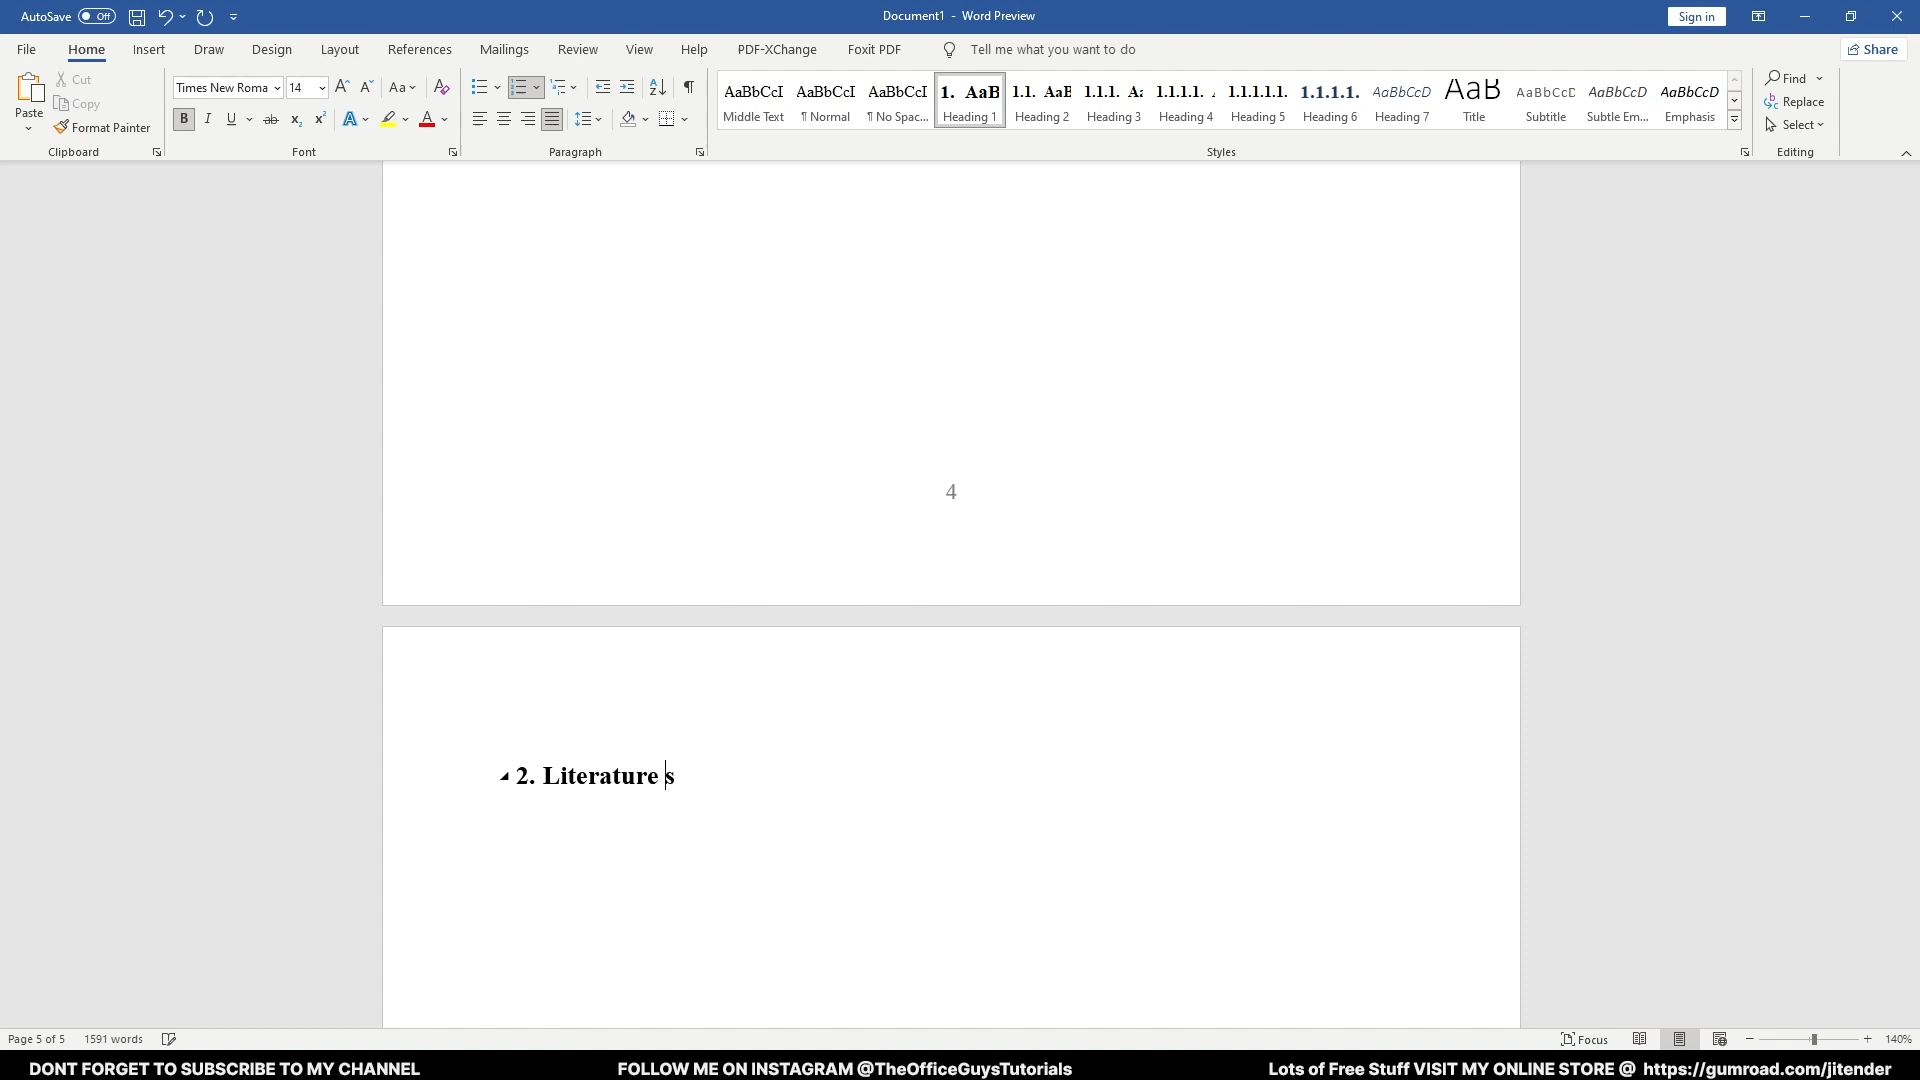 AutoSave Off
Document1 - Word Preview
Sign in
File Home Insert Draw Design Layout References Mailings Review View Help PDF-XChange Foxit PDF Tell me what you want to do
Share
Paste
Cut
Copy
Format Painter
Clipboard
Times New Roma 14
Font
Paragraph
AaBbCcI AaBbCcI AaBbCcI 1. AaB 1.1. AaB 1.1.1. Aa 1.1.1.1. 1.1.1.1.1. 1.1.1.1. AaBbCcD AaB AaBbCcD AaBbCcD AaBbCcD
Middle Text ¶ Normal ¶ No Spac... Heading 1 Heading 2 Heading 3 Heading 4 Heading 5 Heading 6 Heading 7 Title Subtitle Subtle Em... Emphasis
Styles
Find
Replace
Select
Editing
4
2. Literature s
Page 5 of 5 1591 words
Focus
140%
DONT FORGET TO SUBSCRIBE TO MY CHANNEL
FOLLOW ME ON INSTAGRAM @TheOfficeGuysTutorials
Lots of Free Stuff VISIT MY ONLINE STORE @ https://gumroad.com/jitender